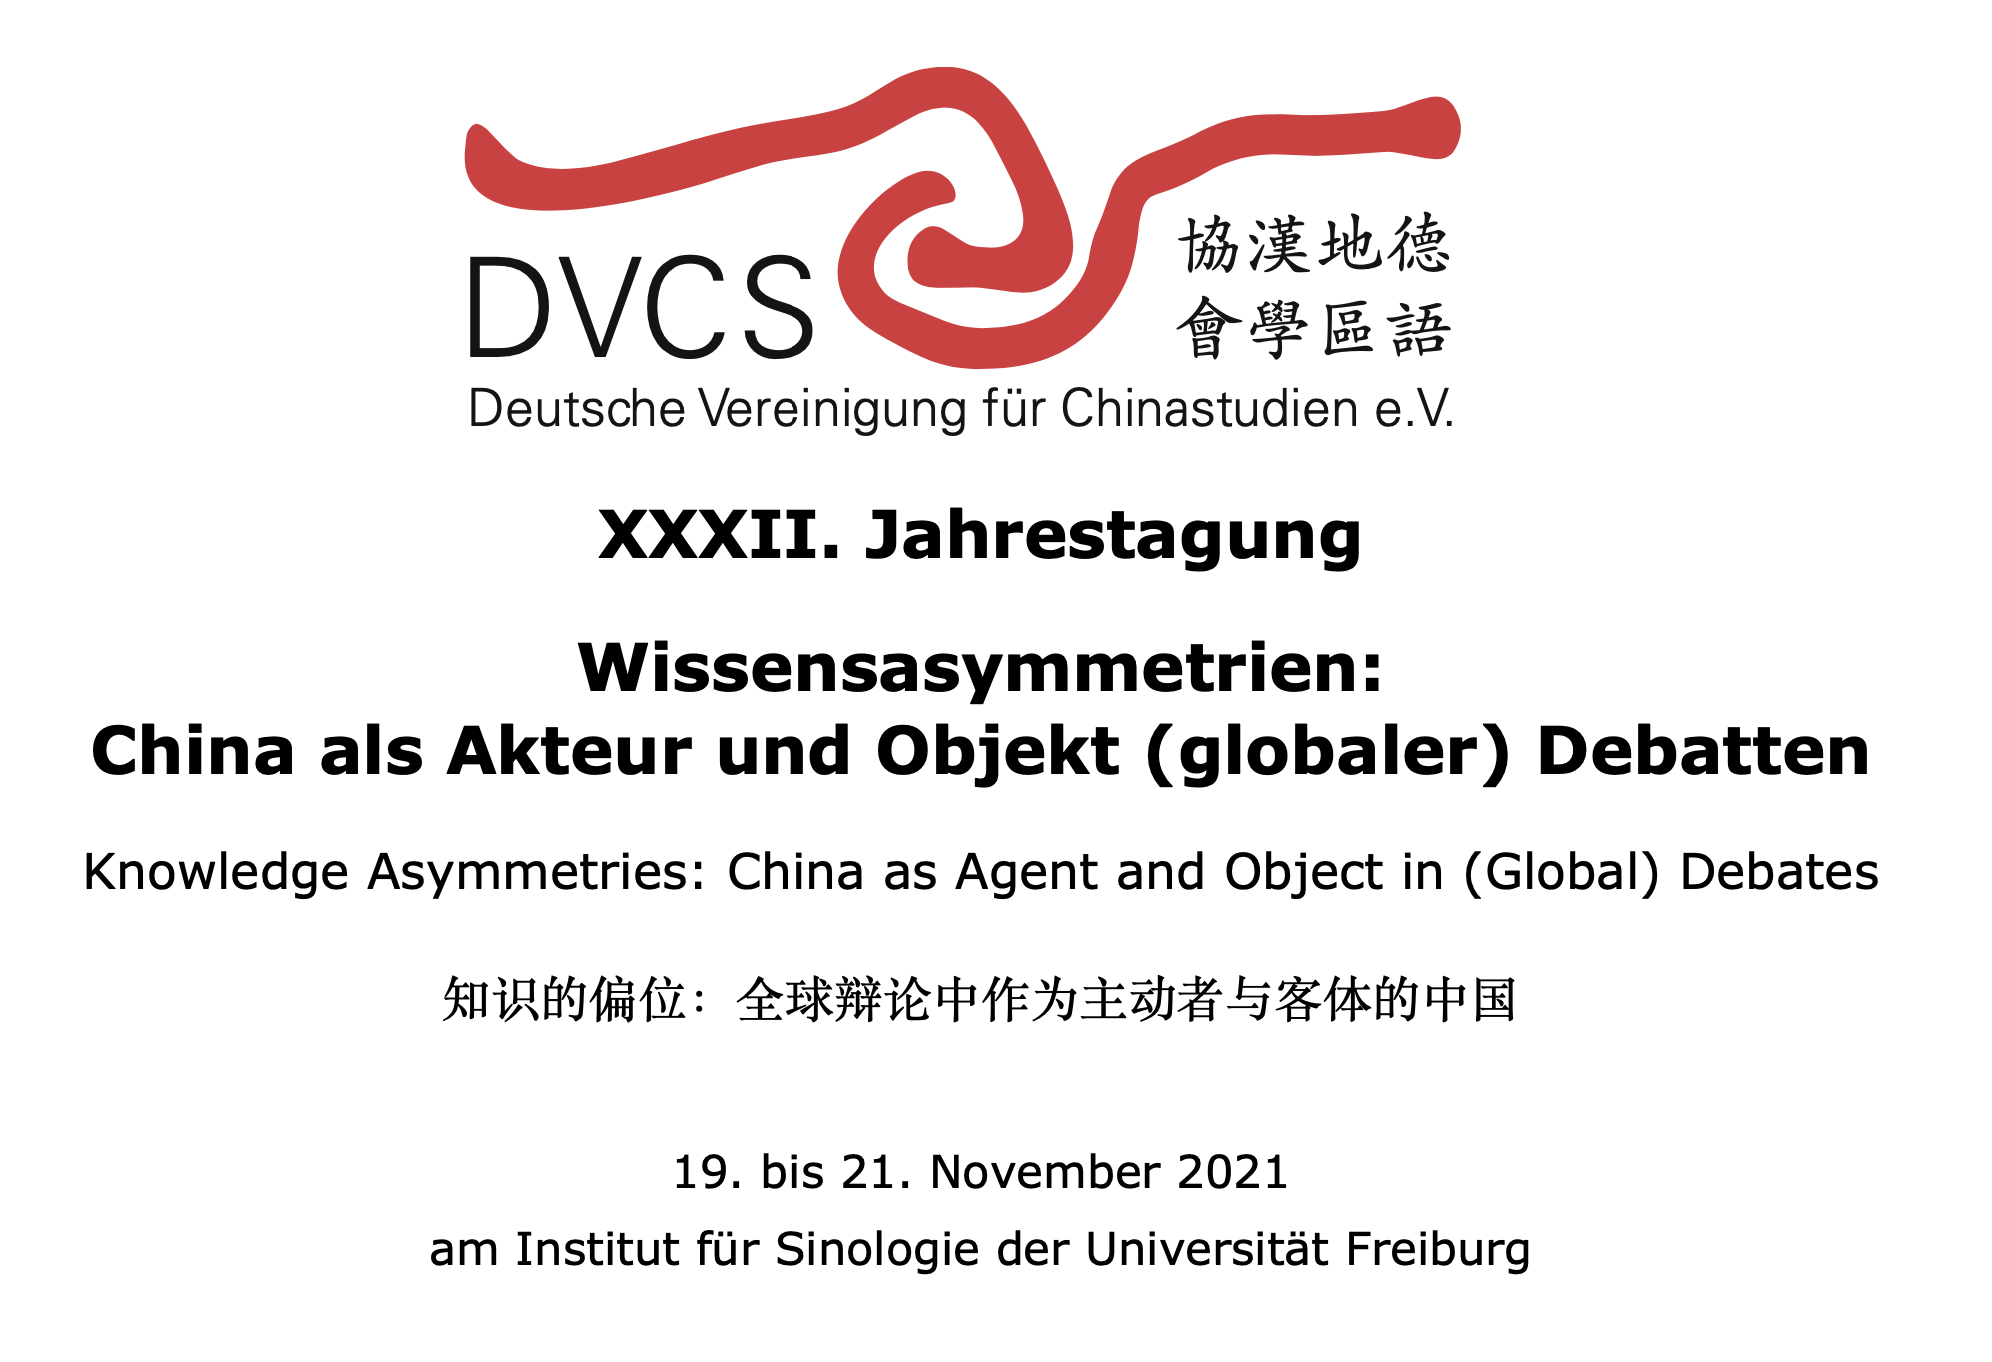 DVCS
德語
地區
漢學
協會
Deutsche Vereinigung für Chinastudien e.V.
XXXII. Jahrestagung
Wissensasymmetrien:
China als Akteur und Objekt (globaler) Debatten
Knowledge Asymmetries: China as Agent and Object in (Global) Debates
知识的偏位：全球辩论中作为主动者与客体的中国
19. bis 21. November 2021
am Institut für Sinologie der Universität Freiburg